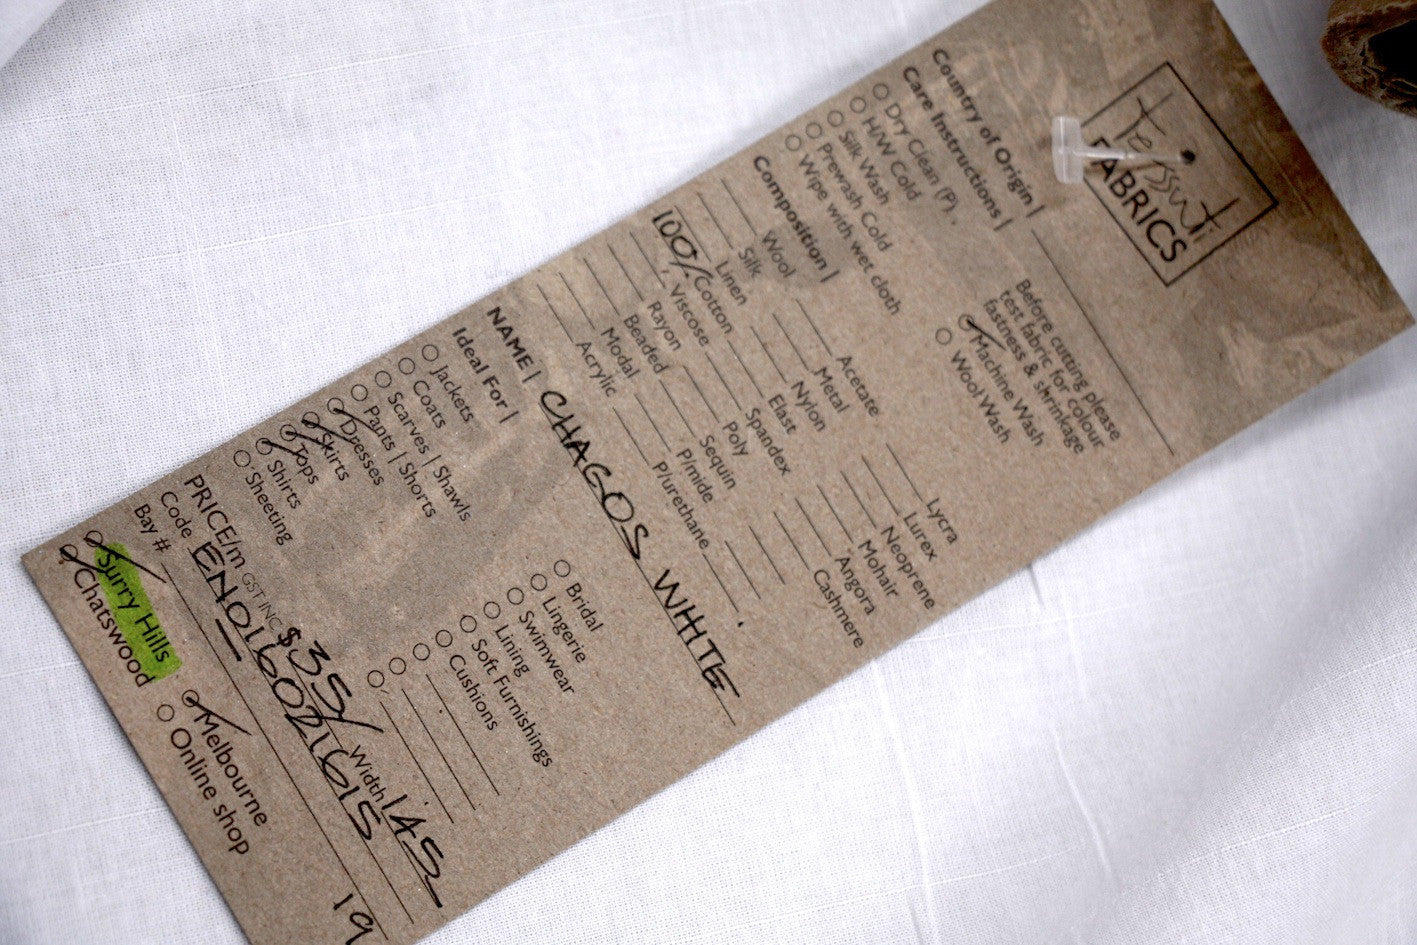 Tessuti
FABRICS
Country of Origin |
Care Instructions |
Dry Clean (P).
H/W Cold
Silk Wash
Prewash Cold
Wipe with wet cloth
Before cutting please
test fabric for colour
fastness & shrinkage
Machine Wash
Wool Wash
Composition |
Wool
Silk
Linen
100% Cotton
Viscose
Rayon
Beaded
Modal
Acrylic
Acetate
Metal
Nylon
Elast
Spandex
Poly
Sequin
P/mide
P/urethane
Lycra
Lurex
Neoprene
Mohair
Angora
Cashmere
NAME | CHAGOS WHITE
Ideal For |
Jackets
Coats
Scarves | Shawls
Pants | Shorts
Dresses
Skirts
Tops
Shirts
Sheeting
Bridal
Lingerie
Swimwear
Lining
Soft Furnishings
Cushions
PRICE/m GST INC $35/ Width 145
Code
Bay #
19
Surry Hills
Chatswood
Melbourne
Online shop